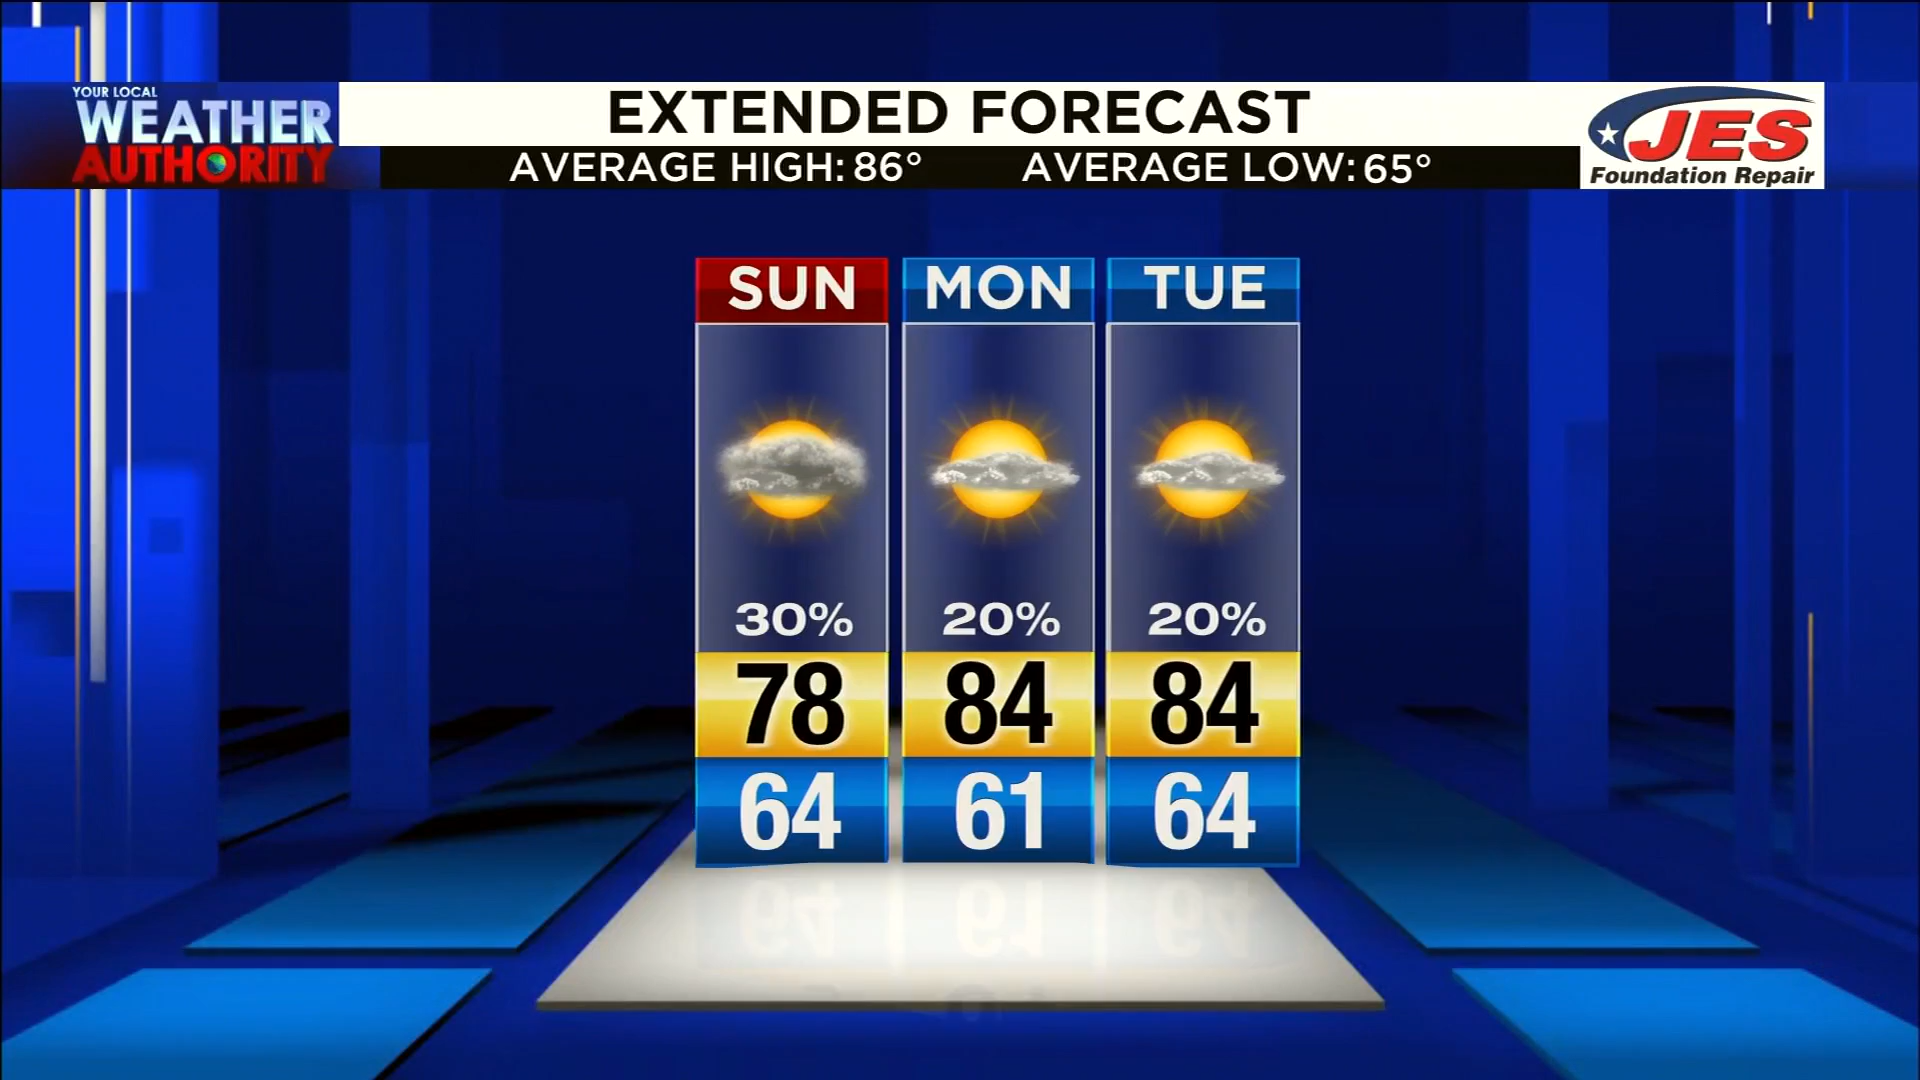 YOUR LOCAL
WEATHER
AUTHORITY
EXTENDED FORECAST
AVERAGE HIGH: 86° AVERAGE LOW: 65°
JES
Foundation Repair
SUN MON TUE
30% 20% 20%
78 84 84
64 61 64